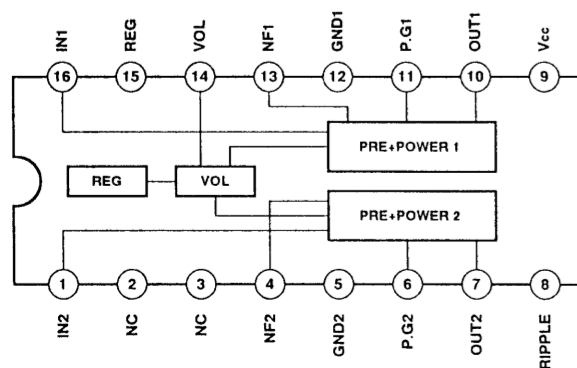 IN1 REG VOL NF1 GND1 P.G1 OUT1 Vcc
16 15 14 13 12 11 10 9
PRE+POWER 1
REG VOL
PRE+POWER 2
1 2 3 4 5 6 7 8
IN2 NC NC NF2 GND2 P.G2 OUT2 RIPPLE